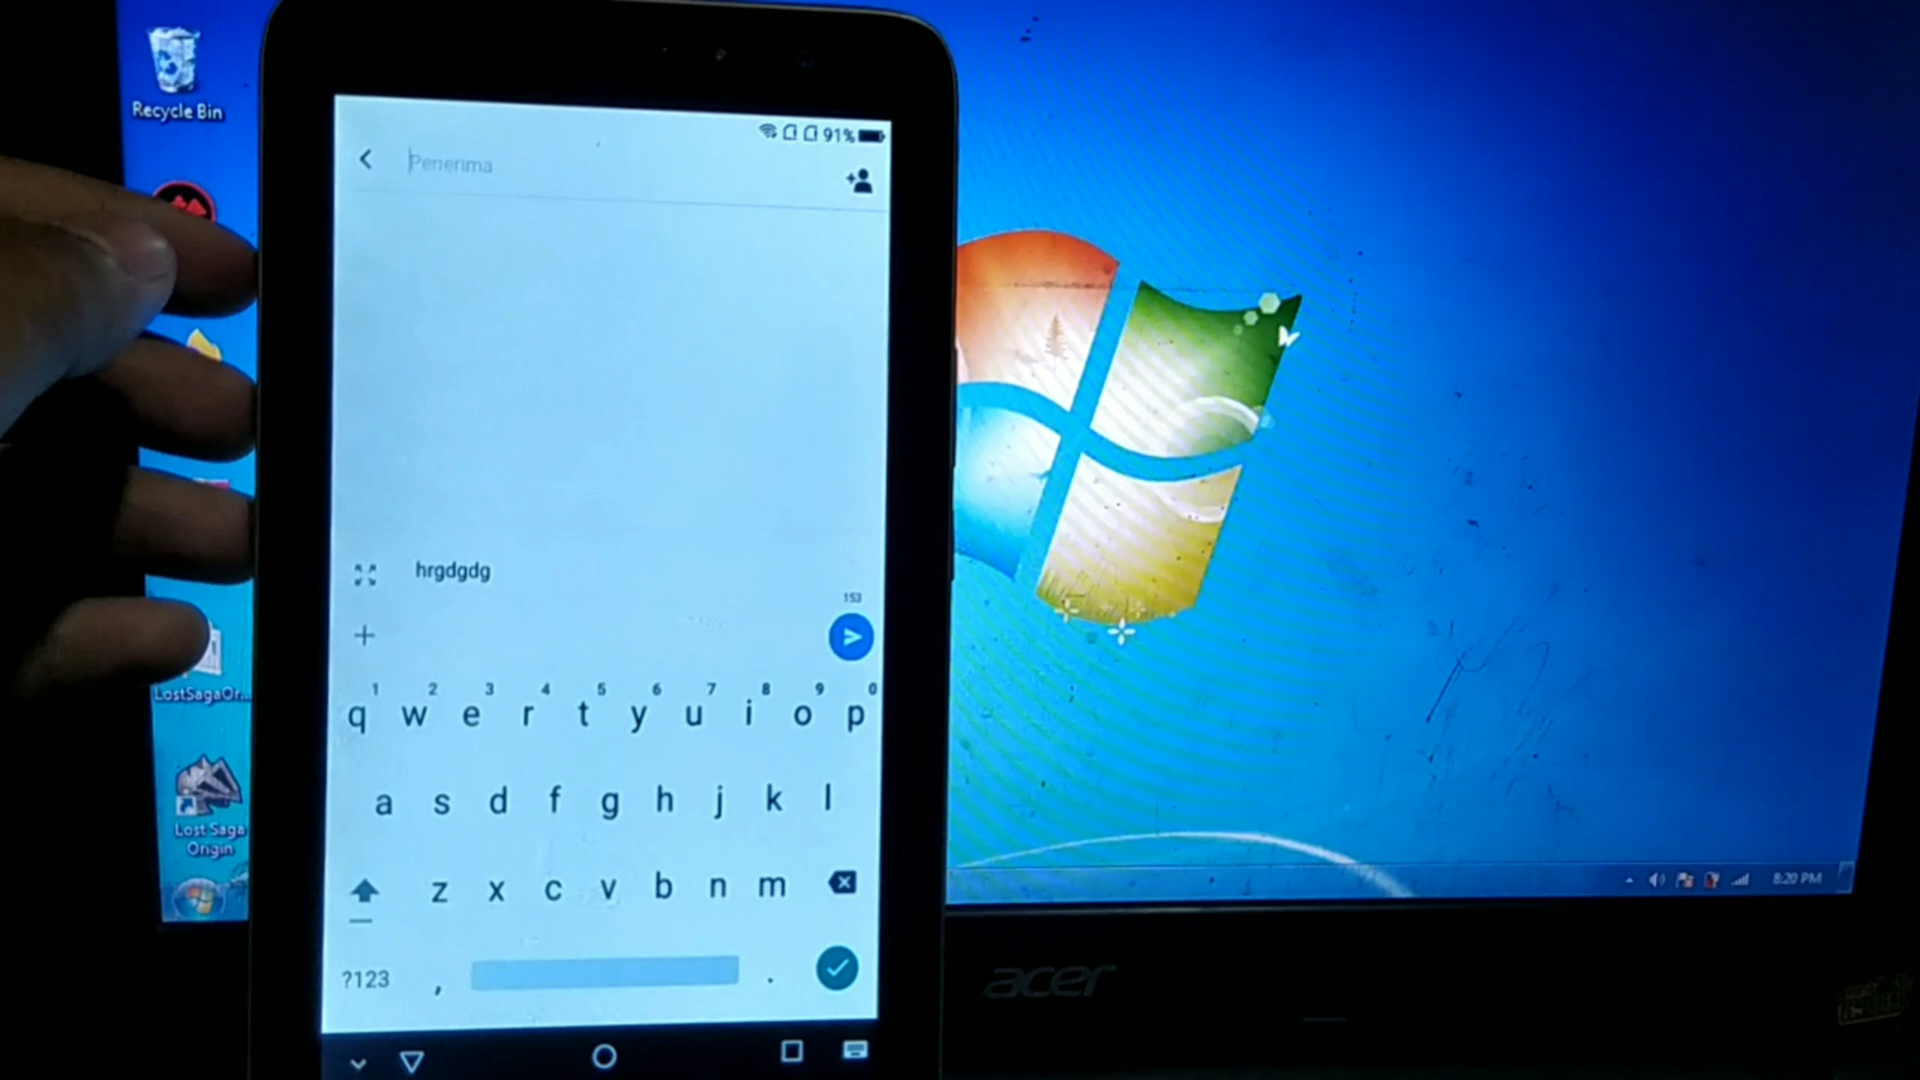 Recycle Bin
91%
Penerima
hrgdgdg
153
1 2 3 4 5 6 7 8 9 0
q w e r t y u i o p
a s d f g h j k l
z x c v b n m
?123 , .
LostSagaOr...
Lost Saga
Origin
8:20 PM
acer